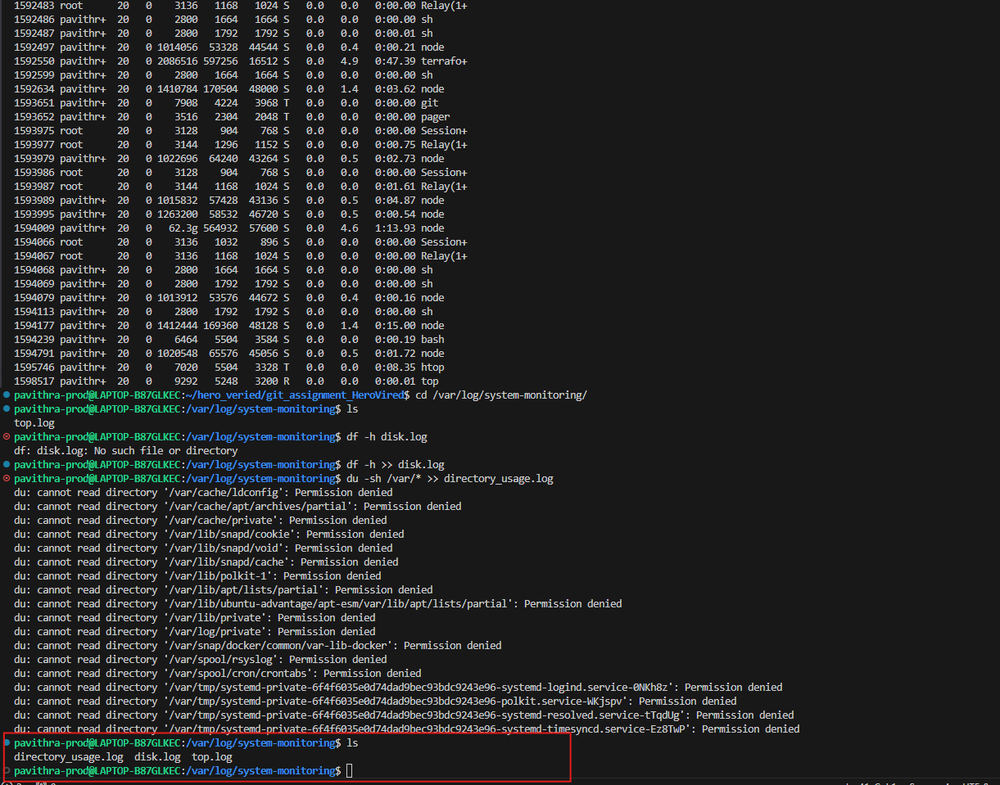 1592483 root      20   0    3136   1168   1024 S   0.0   0.0   0:00.00 Relay(1+
1592486 pavithr+  20   0    2800   1664   1664 S   0.0   0.0   0:00.00 sh
1592487 pavithr+  20   0    2800   1792   1792 S   0.0   0.0   0:00.01 sh
1592497 pavithr+  20   0 1014056  53328  44544 S   0.0   0.4   0:00.21 node
1592550 pavithr+  20   0 2086516 597256  16512 S   0.0   4.9   0:47.39 terrafo+
1592599 pavithr+  20   0    2800   1664   1664 S   0.0   0.0   0:00.00 sh
1592634 pavithr+  20   0 1410784 170504  48000 S   0.0   1.4   0:03.62 node
1593651 pavithr+  20   0    7908   4224   3968 T   0.0   0.0   0:00.00 git
1593652 pavithr+  20   0    3516   2304   2048 T   0.0   0.0   0:00.00 pager
1593975 root      20   0    3128    904    768 S   0.0   0.0   0:00.00 Session+
1593977 root      20   0    3144   1296   1152 S   0.0   0.0   0:00.75 Relay(1+
1593979 pavithr+  20   0 1022696  64240  43264 S   0.0   0.5   0:02.73 node
1593986 root      20   0    3128    904    768 S   0.0   0.0   0:00.00 Session+
1593987 root      20   0    3144   1168   1024 S   0.0   0.0   0:01.61 Relay(1+
1593989 pavithr+  20   0 1015832  57428  43136 S   0.0   0.5   0:04.87 node
1593995 pavithr+  20   0 1263200  58532  46720 S   0.0   0.5   0:00.54 node
1594009 pavithr+  20   0   62.3g 564932  57600 S   0.0   4.6   1:13.93 node
1594066 root      20   0    3136   1032    896 S   0.0   0.0   0:00.00 Session+
1594067 root      20   0    3136   1168   1024 S   0.0   0.0   0:00.00 Relay(1+
1594068 pavithr+  20   0    2800   1664   1664 S   0.0   0.0   0:00.00 sh
1594069 pavithr+  20   0    2800   1792   1792 S   0.0   0.0   0:00.00 sh
1594079 pavithr+  20   0 1013912  53576  44672 S   0.0   0.4   0:00.16 node
1594113 pavithr+  20   0    2800   1792   1792 S   0.0   0.0   0:00.00 sh
1594177 pavithr+  20   0 1412444 169360  48128 S   0.0   1.4   0:15.00 node
1594239 pavithr+  20   0    6464   5504   3584 S   0.0   0.0   0:00.19 bash
1594791 pavithr+  20   0 1020548  65576  45056 S   0.0   0.5   0:01.72 node
1595746 pavithr+  20   0    7020   5504   3328 T   0.0   0.0   0:08.35 htop
1598517 pavithr+  20   0    9292   5248   3200 R   0.0   0.0   0:00.01 top
pavithra-prod@LAPTOP-B87GLKEC:~/hero_veried/git_assignment_HeroVired$ cd /var/log/system-monitoring/
pavithra-prod@LAPTOP-B87GLKEC:/var/log/system-monitoring$ ls
top.log
pavithra-prod@LAPTOP-B87GLKEC:/var/log/system-monitoring$ df -h disk.log
df: disk.log: No such file or directory
pavithra-prod@LAPTOP-B87GLKEC:/var/log/system-monitoring$ df -h >> disk.log
pavithra-prod@LAPTOP-B87GLKEC:/var/log/system-monitoring$ du -sh /var/* >> directory_usage.log
du: cannot read directory '/var/cache/ldconfig': Permission denied
du: cannot read directory '/var/cache/apt/archives/partial': Permission denied
du: cannot read directory '/var/cache/private': Permission denied
du: cannot read directory '/var/lib/snapd/cookie': Permission denied
du: cannot read directory '/var/lib/snapd/void': Permission denied
du: cannot read directory '/var/lib/snapd/cache': Permission denied
du: cannot read directory '/var/lib/polkit-1': Permission denied
du: cannot read directory '/var/lib/apt/lists/partial': Permission denied
du: cannot read directory '/var/lib/ubuntu-advantage/apt-esm/var/lib/apt/lists/partial': Permission denied
du: cannot read directory '/var/lib/private': Permission denied
du: cannot read directory '/var/log/private': Permission denied
du: cannot read directory '/var/snap/docker/common/var-lib-docker': Permission denied
du: cannot read directory '/var/spool/rsyslog': Permission denied
du: cannot read directory '/var/spool/cron/crontabs': Permission denied
du: cannot read directory '/var/tmp/systemd-private-6f4f6035e0d74dad9bec93bdc9243e96-systemd-logind.service-0NKh8z': Permission denied
du: cannot read directory '/var/tmp/systemd-private-6f4f6035e0d74dad9bec93bdc9243e96-polkit.service-WKjspv': Permission denied
du: cannot read directory '/var/tmp/systemd-private-6f4f6035e0d74dad9bec93bdc9243e96-systemd-resolved.service-tTqdUg': Permission denied
du: cannot read directory '/var/tmp/systemd-private-6f4f6035e0d74dad9bec93bdc9243e96-systemd-timesyncd.service-Ez8TwP': Permission denied
pavithra-prod@LAPTOP-B87GLKEC:/var/log/system-monitoring$ ls
directory_usage.log  disk.log  top.log
pavithra-prod@LAPTOP-B87GLKEC:/var/log/system-monitoring$